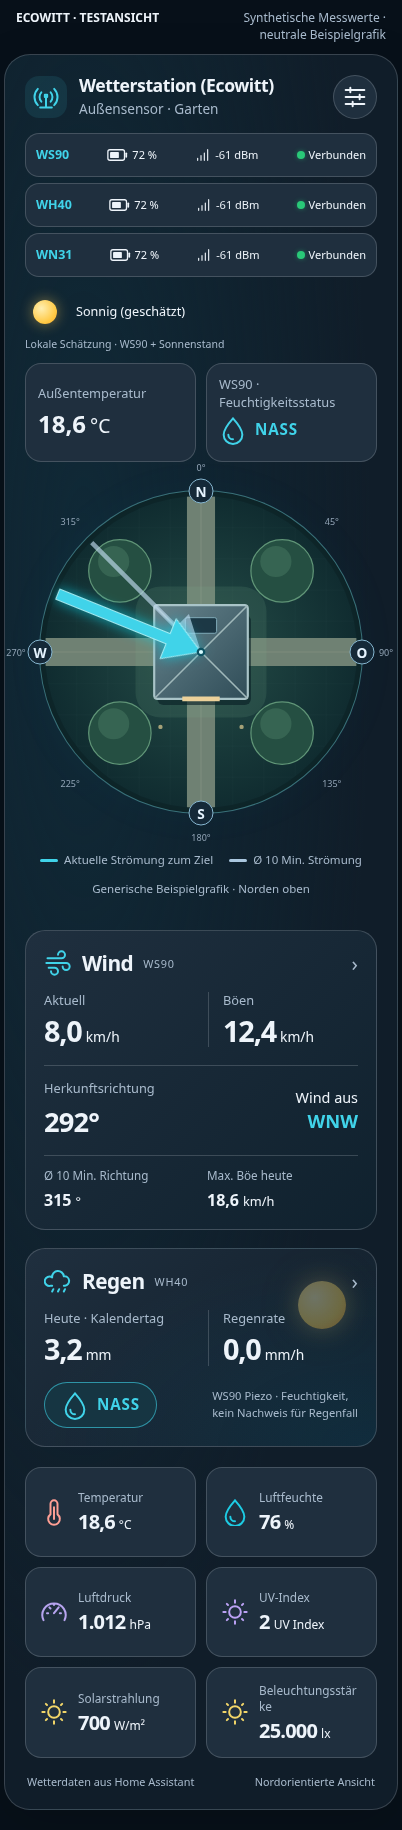 ECOWITT · TESTANSICHT
Synthetische Messwerte ·
neutrale Beispielgrafik
Wetterstation (Ecowitt)
Außensensor · Garten
WS90 72 % -61 dBm Verbunden
WH40 72 % -61 dBm Verbunden
WN31 72 % -61 dBm Verbunden
Sonnig (geschätzt)
Lokale Schätzung · WS90 + Sonnenstand
Außentemperatur
18,6 °C
WS90 ·
Feuchtigkeitsstatus
NASS
0°
N
315°
45°
270°
W
O
90°
225°
135°
S
180°
Aktuelle Strömung zum Ziel
Ø 10 Min. Strömung
Generische Beispielgrafik · Norden oben
Wind WS90 ›
Aktuell
8,0 km/h
Böen
12,4 km/h
Herkunftsrichtung
292°
Wind aus
WNW
Ø 10 Min. Richtung
315 °
Max. Böe heute
18,6 km/h
Regen WH40 ›
Heute · Kalendertag
3,2 mm
Regenrate
0,0 mm/h
NASS
WS90 Piezo · Feuchtigkeit,
kein Nachweis für Regenfall
Temperatur
18,6 °C
Luftfeuchte
76 %
Luftdruck
1.012 hPa
UV-Index
2 UV Index
Solarstrahlung
700 W/m²
Beleuchtungsstär
ke
25.000 lx
Wetterdaten aus Home Assistant
Nordorientierte Ansicht